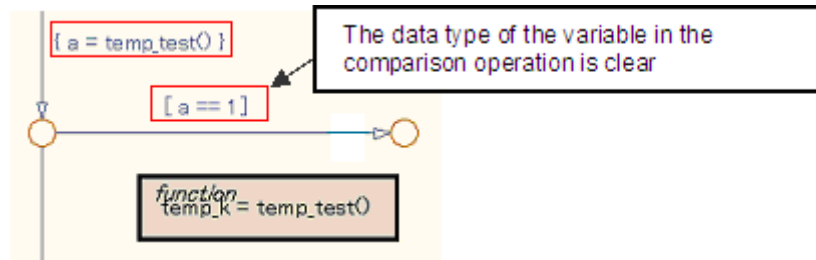 { a = temp_test() }
The data type of the variable in the
comparison operation is clear
[ a == 1 ]
function
temp_k = temp_test()